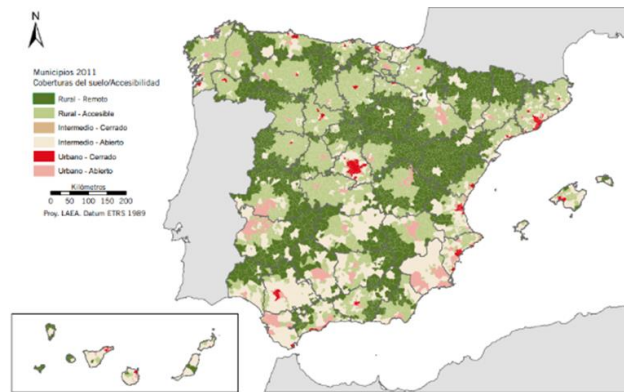 N
Municipios 2011
Coberturas del suelo/Accesibilidad
Rural - Remoto
Rural - Accesible
Intermedio - Cerrado
Intermedio - Abierto
Urbano - Cerrado
Urbano - Abierto
Kilómetros
0 50 100 150 200
Proy. LAEA. Datum ETRS 1989